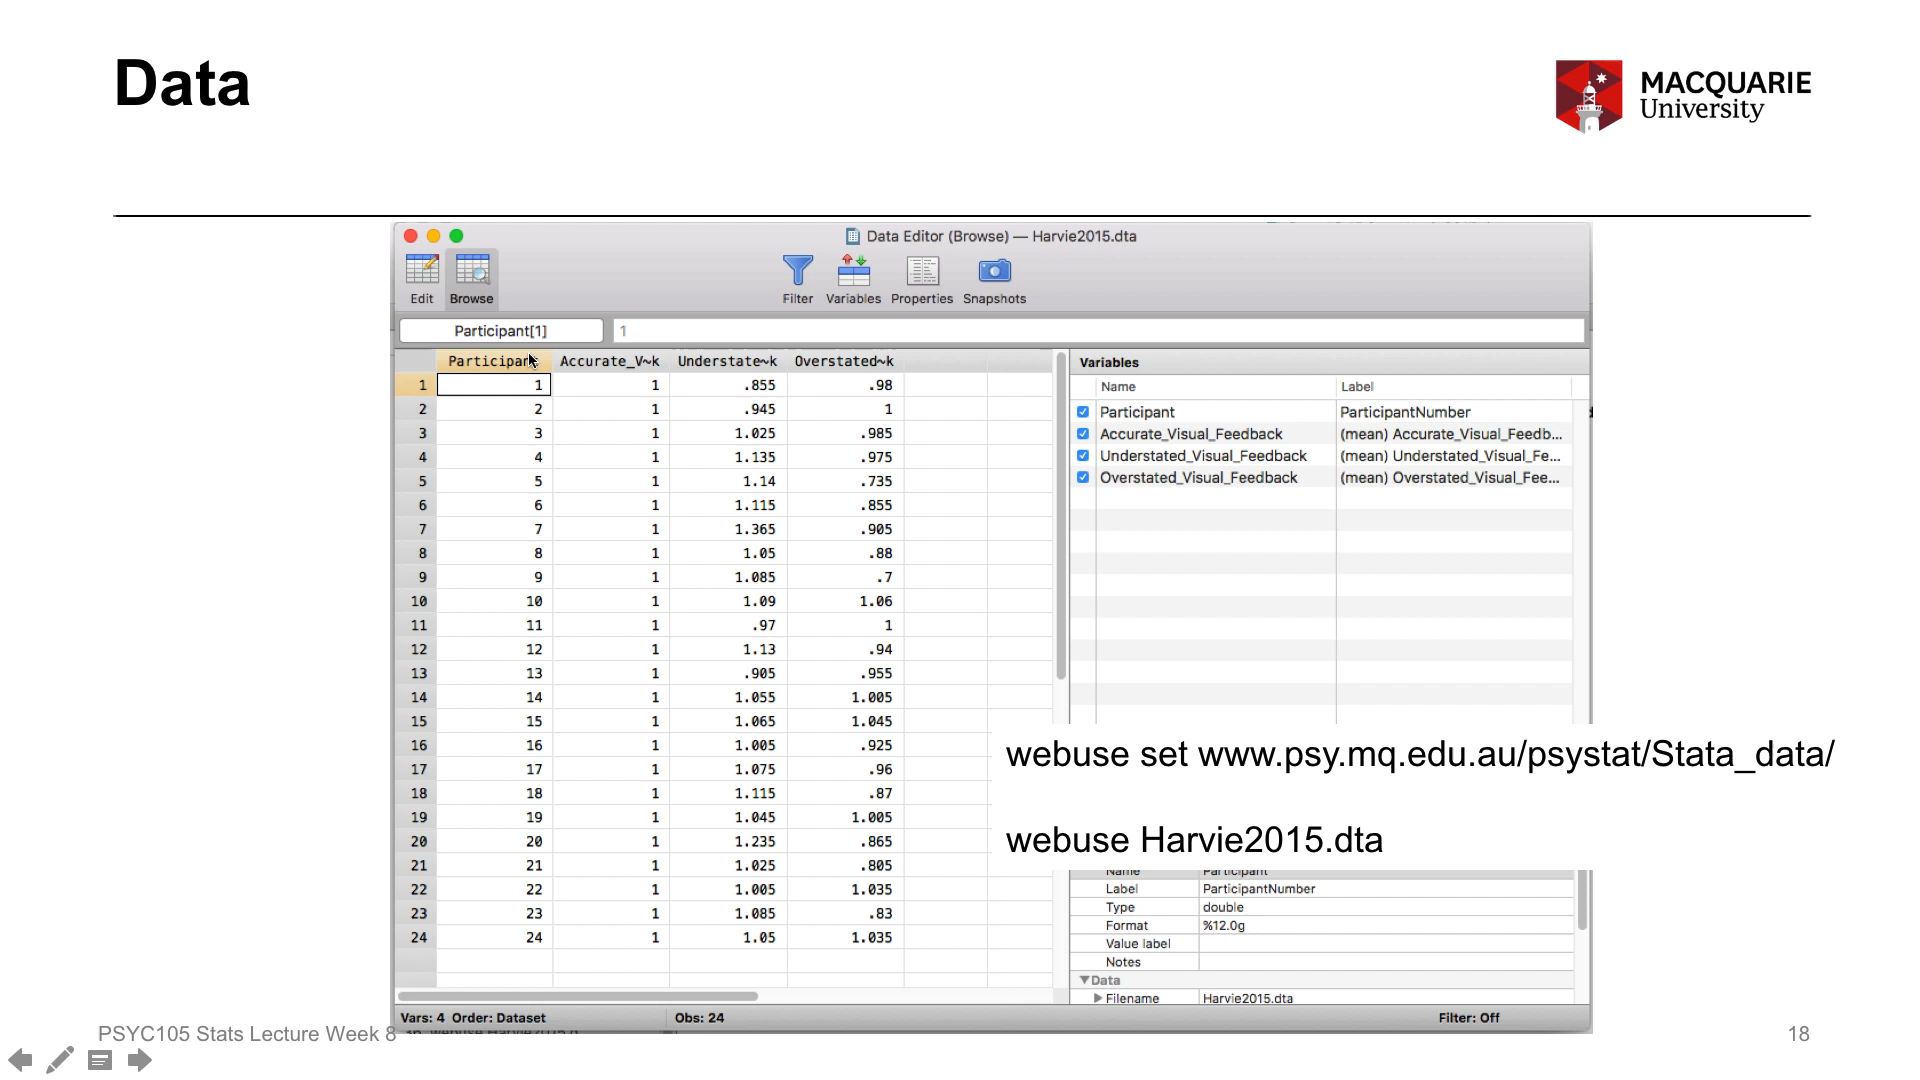 Data
MACQUARIE
University
Data Editor (Browse) — Harvie2015.dta
Edit Browse Filter Variables Properties Snapshots
Participant[1] 1
Participant Accurate_V~k Understate~k Overstated~k
1 1 1 .855 .98
2 2 1 .945 1
3 3 1 1.025 .985
4 4 1 1.135 .975
5 5 1 1.14 .735
6 6 1 1.115 .855
7 7 1 1.365 .905
8 8 1 1.05 .88
9 9 1 1.085 .7
10 10 1 1.09 1.06
11 11 1 .97 1
12 12 1 1.13 .94
13 13 1 .905 .955
14 14 1 1.055 1.005
15 15 1 1.065 1.045
16 16 1 1.005 .925
17 17 1 1.075 .96
18 18 1 1.115 .87
19 19 1 1.045 1.005
20 20 1 1.235 .865
21 21 1 1.025 .805
22 22 1 1.005 1.035
23 23 1 1.085 .83
24 24 1 1.05 1.035
Variables
Name Label
Participant ParticipantNumber
Accurate_Visual_Feedback (mean) Accurate_Visual_Feedb...
Understated_Visual_Feedback (mean) Understated_Visual_Fe...
Overstated_Visual_Feedback (mean) Overstated_Visual_Fee...
webuse set www.psy.mq.edu.au/psystat/Stata_data/
webuse Harvie2015.dta
Name Participant
Label ParticipantNumber
Type double
Format %12.0g
Value label
Notes
Data
Filename Harvie2015.dta
Vars: 4 Order: Dataset Obs: 24 Filter: Off
PSYC105 Stats Lecture Week 8 18